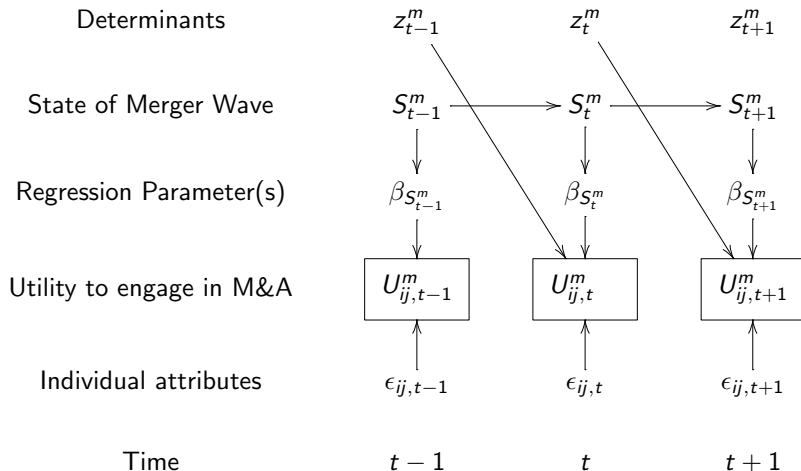 Determinants z^m_{t−1} z^m_t z^m_{t+1}
State of Merger Wave S^m_{t−1} S^m_t S^m_{t+1}
Regression Parameter(s) β_{S^m_{t−1}} β_{S^m_t} β_{S^m_{t+1}}
Utility to engage in M&A U^m_{ij,t−1} U^m_{ij,t} U^m_{ij,t+1}
Individual attributes ϵ_{ij,t−1} ϵ_{ij,t} ϵ_{ij,t+1}
Time t − 1 t t + 1